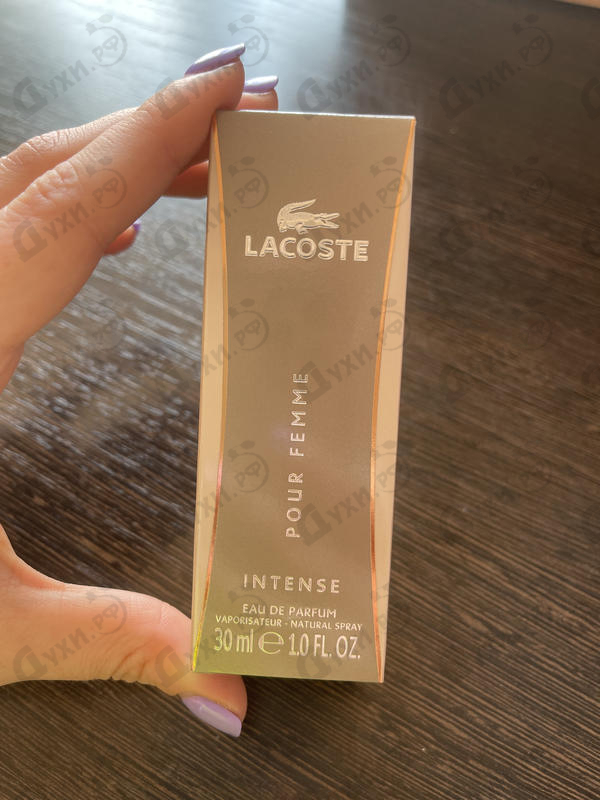 LACOSTE
POUR FEMME
INTENSE
EAU DE PARFUM
VAPORISATEUR - NATURAL SPRAY
30 ml ℮ 1.0 FL. OZ.
Духи.РФ